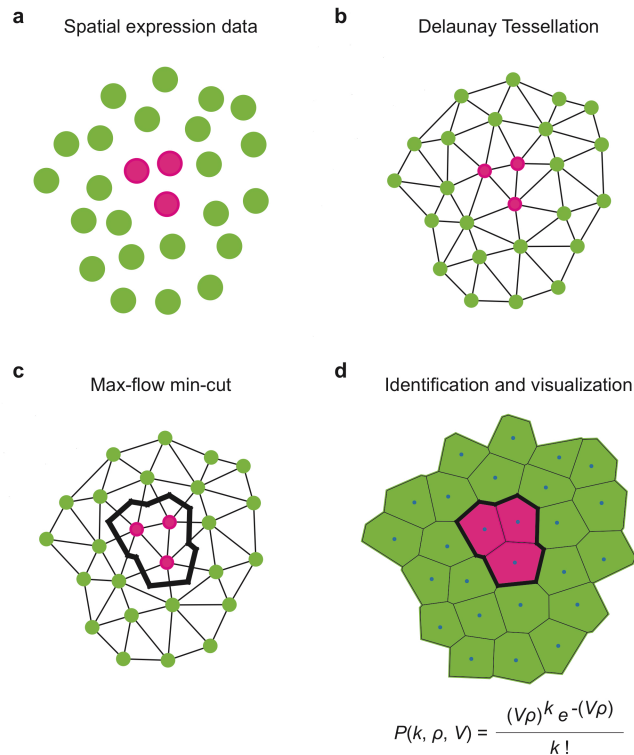 a Spatial expression data
b Delaunay Tessellation
c Max-flow min-cut
d Identification and visualization
P(k, ρ, V) = (Vρ)^k e^-(Vρ) / k!